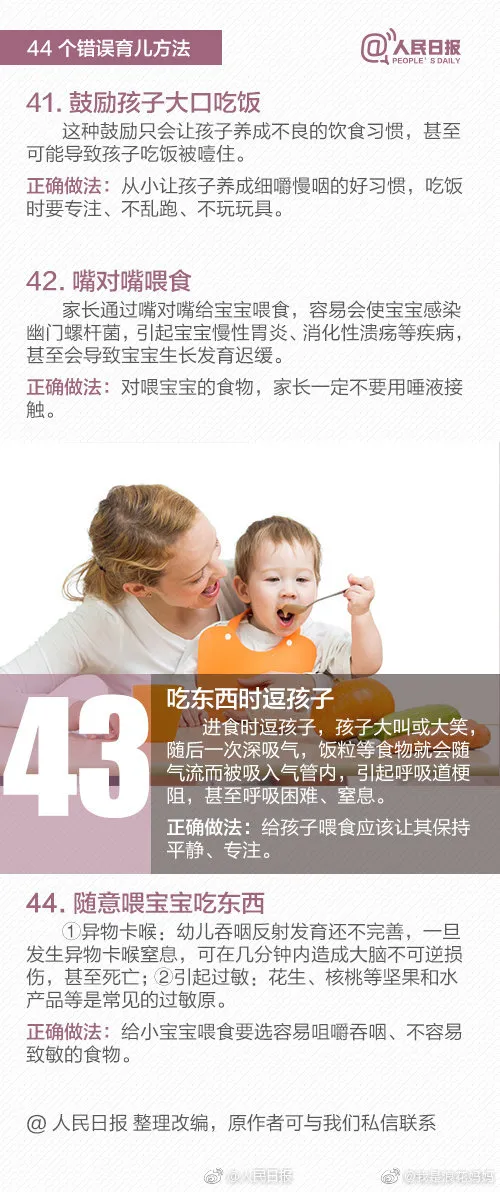 44 个错误育儿方法
@人民日报
PEOPLE'S DAILY
41. 鼓励孩子大口吃饭
这种鼓励只会让孩子养成不良的饮食习惯，甚至
可能导致孩子吃饭被噎住。
正确做法：从小让孩子养成细嚼慢咽的好习惯，吃饭
时要专注、不乱跑、不玩玩具。
42. 嘴对嘴喂食
家长通过嘴对嘴给宝宝喂食，容易会使宝宝感染
幽门螺杆菌，引起宝宝慢性胃炎、消化性溃疡等疾病，
甚至会导致宝宝生长发育迟缓。
正确做法：对喂宝宝的食物，家长一定不要用唾液接
触。
43
吃东西时逗孩子
进食时逗孩子，孩子大叫或大笑，
随后一次深吸气，饭粒等食物就会随
气流而被吸入气管内，引起呼吸道梗
阻，甚至呼吸困难、窒息。
正确做法：给孩子喂食应该让其保持
平静、专注。
44. 随意喂宝宝吃东西
①异物卡喉：幼儿吞咽反射发育还不完善，一旦
发生异物卡喉窒息，可在几分钟内造成大脑不可逆损
伤，甚至死亡；②引起过敏：花生、核桃等坚果和水
产品等是常见的过敏原。
正确做法：给小宝宝喂食要选容易咀嚼吞咽、不容易
致敏的食物。
@ 人民日报 整理改编，原作者可与我们私信联系
@人民日报
@我是浪花妈妈